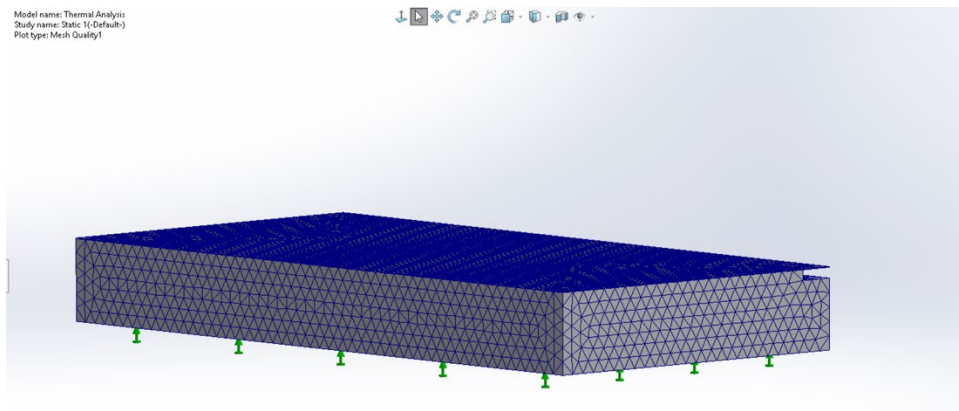 Model name: Thermal Analysis
Study name: Static 1(-Default-)
Plot type: Mesh Quality1